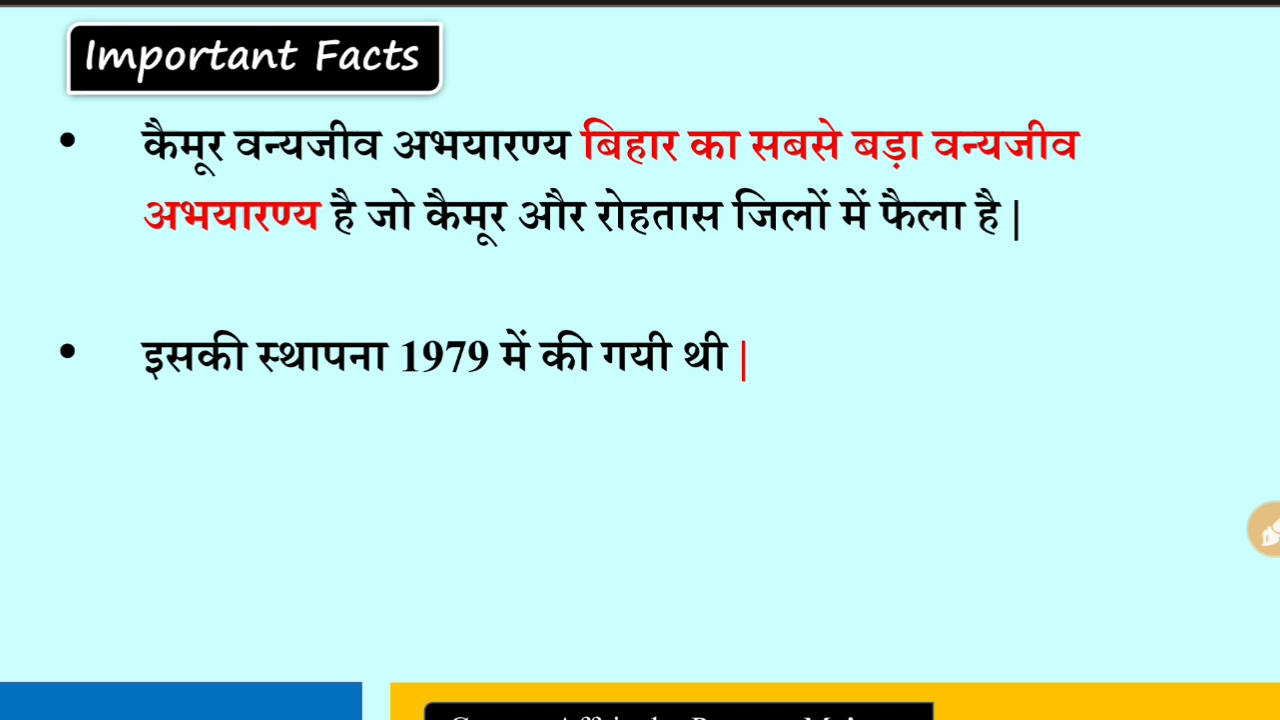 Important Facts
• कैमूर वन्यजीव अभयारण्य बिहार का सबसे बड़ा वन्यजीव
अभयारण्य है जो कैमूर और रोहतास जिलों में फैला है |
• इसकी स्थापना 1979 में की गयी थी |